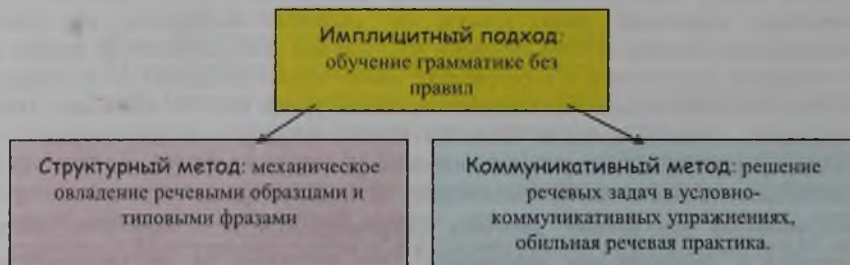 Имплицитный подход:
обучение грамматике без
правил
Структурный метод: механическое
овладение речевыми образцами и
типовыми фразами
Коммуникативный метод: решение
речевых задач в условно-
коммуникативных упражнениях,
обильная речевая практика.